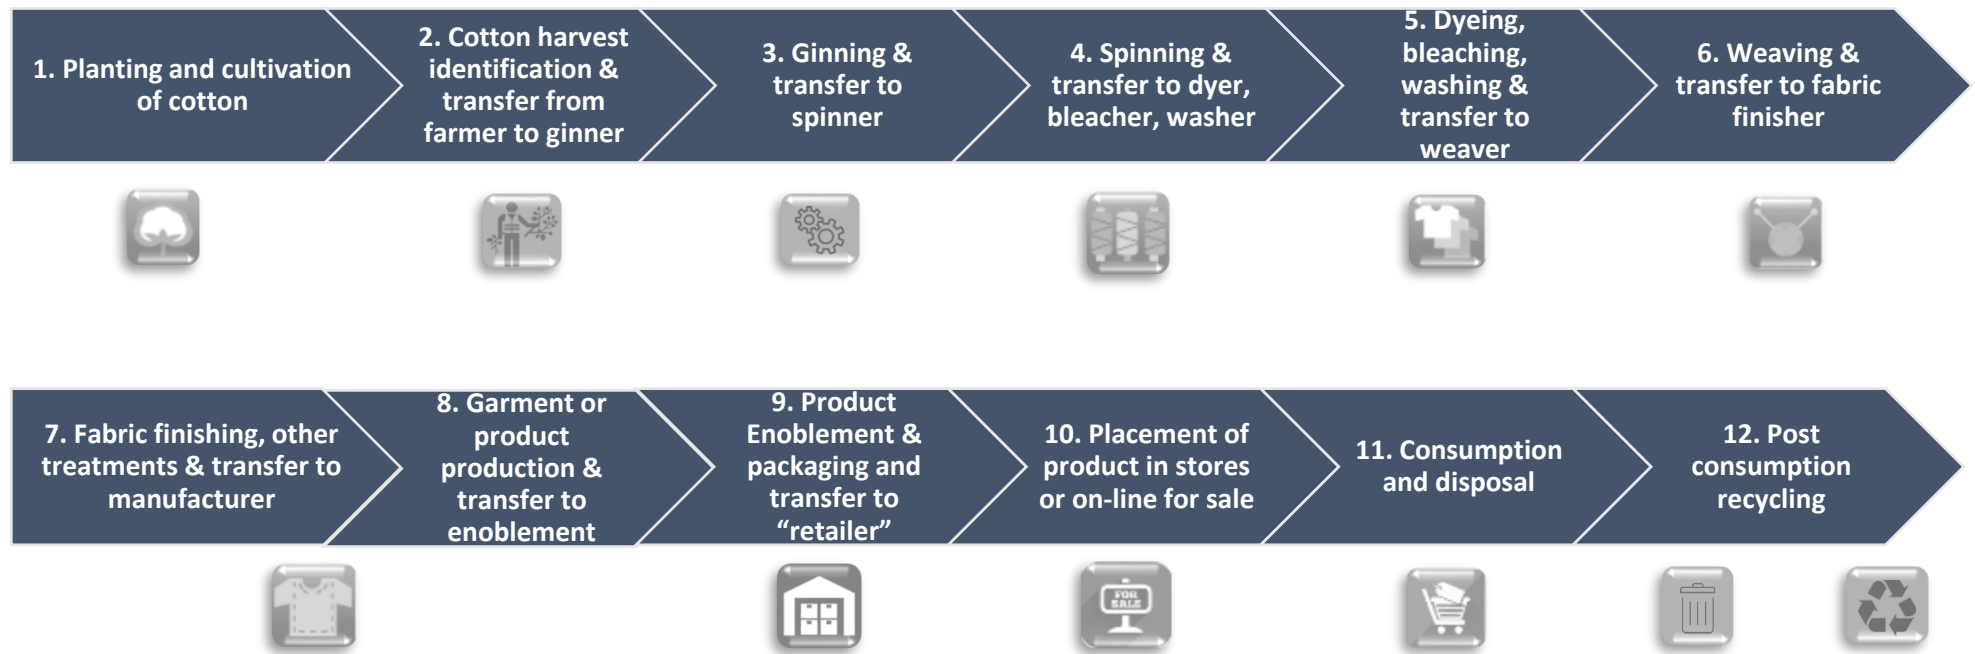 1. Planting and cultivation
of cotton
2. Cotton harvest
identification &
transfer from
farmer to ginner
3. Ginning &
transfer to
spinner
4. Spinning &
transfer to dyer,
bleacher, washer
5. Dyeing,
bleaching,
washing &
transfer to
weaver
6. Weaving &
transfer to fabric
finisher
7. Fabric finishing, other
treatments & transfer to
manufacturer
8. Garment or
product
production &
transfer to
enoblement
9. Product
Enoblement &
packaging and
transfer to
“retailer”
10. Placement of
product in stores
or on-line for sale
11. Consumption
and disposal
12. Post
consumption
recycling
FOR
SALE